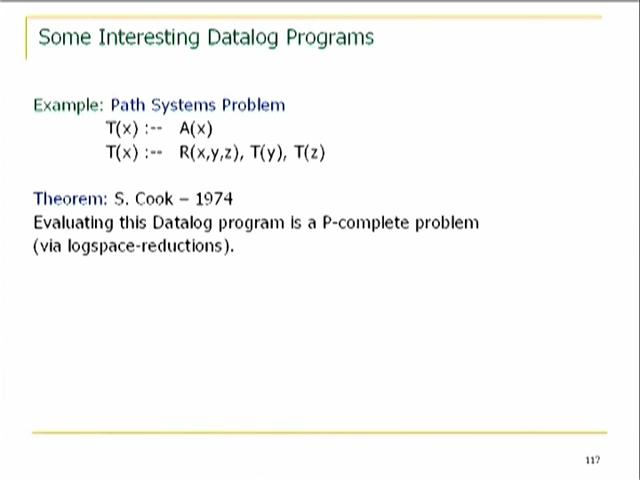 Some Interesting Datalog Programs
Example: Path Systems Problem
T(x) :-- A(x)
T(x) :-- R(x,y,z), T(y), T(z)
Theorem: S. Cook – 1974
Evaluating this Datalog program is a P-complete problem
(via logspace-reductions).
117